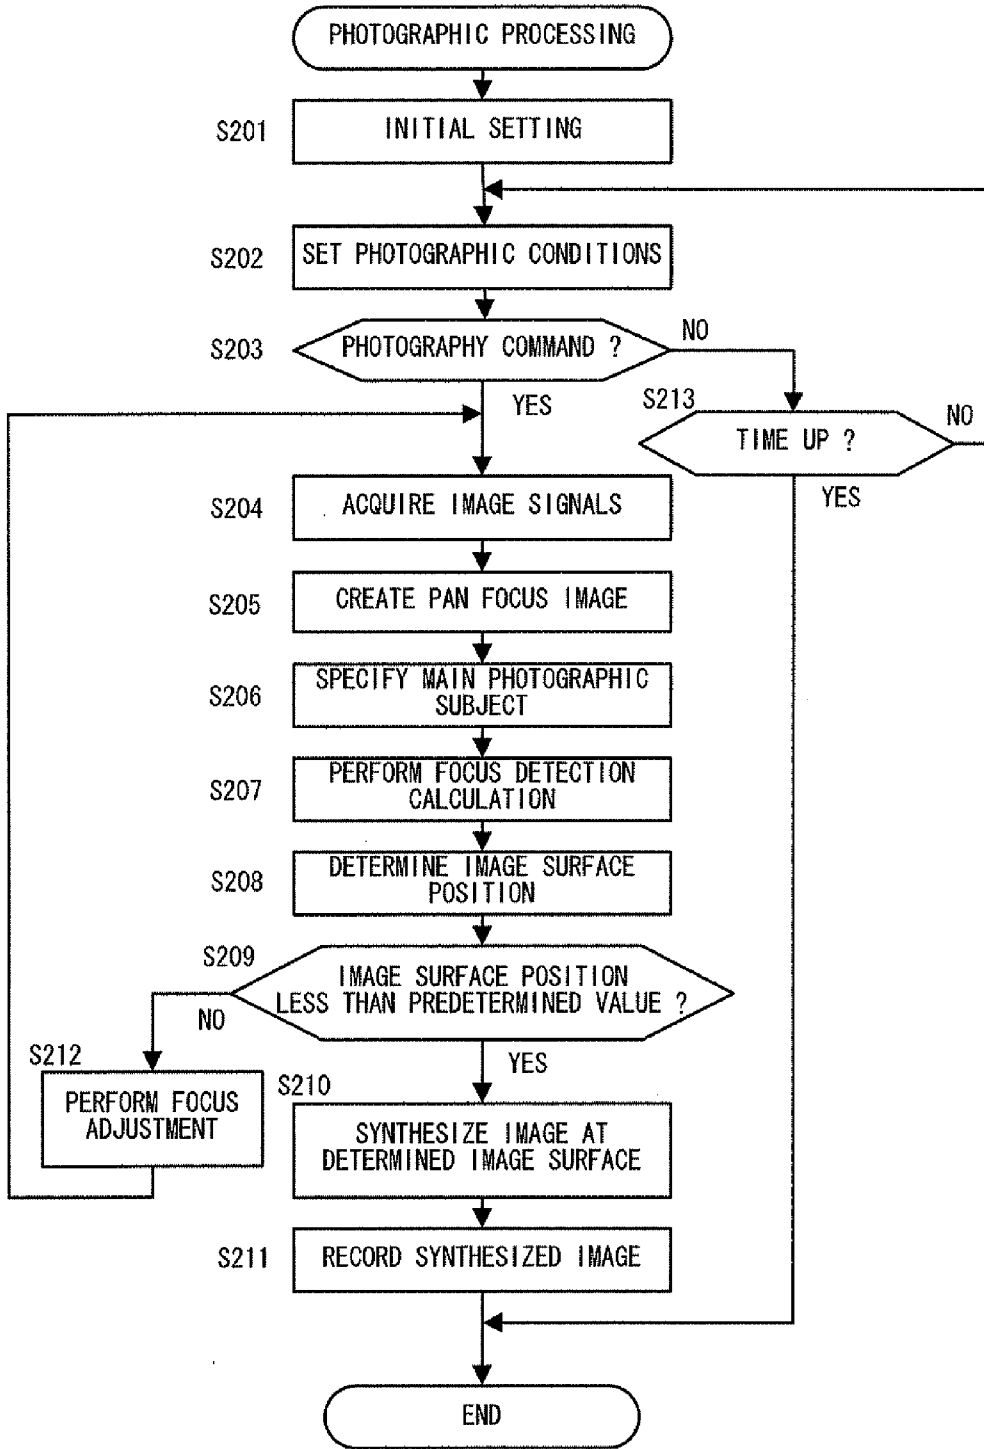 PHOTOGRAPHIC PROCESSING
S201
INITIAL SETTING
S202
SET PHOTOGRAPHIC CONDITIONS
S203
PHOTOGRAPHY COMMAND ?
NO
YES
S213
TIME UP ?
NO
YES
S204
ACQUIRE IMAGE SIGNALS
S205
CREATE PAN FOCUS IMAGE
S206
SPECIFY MAIN PHOTOGRAPHIC
SUBJECT
S207
PERFORM FOCUS DETECTION
CALCULATION
S208
DETERMINE IMAGE SURFACE
POSITION
S209
IMAGE SURFACE POSITION
LESS THAN PREDETERMINED VALUE ?
NO
YES
S212
PERFORM FOCUS
ADJUSTMENT
S210
SYNTHESIZE IMAGE AT
DETERMINED IMAGE SURFACE
S211
RECORD SYNTHESIZED IMAGE
END